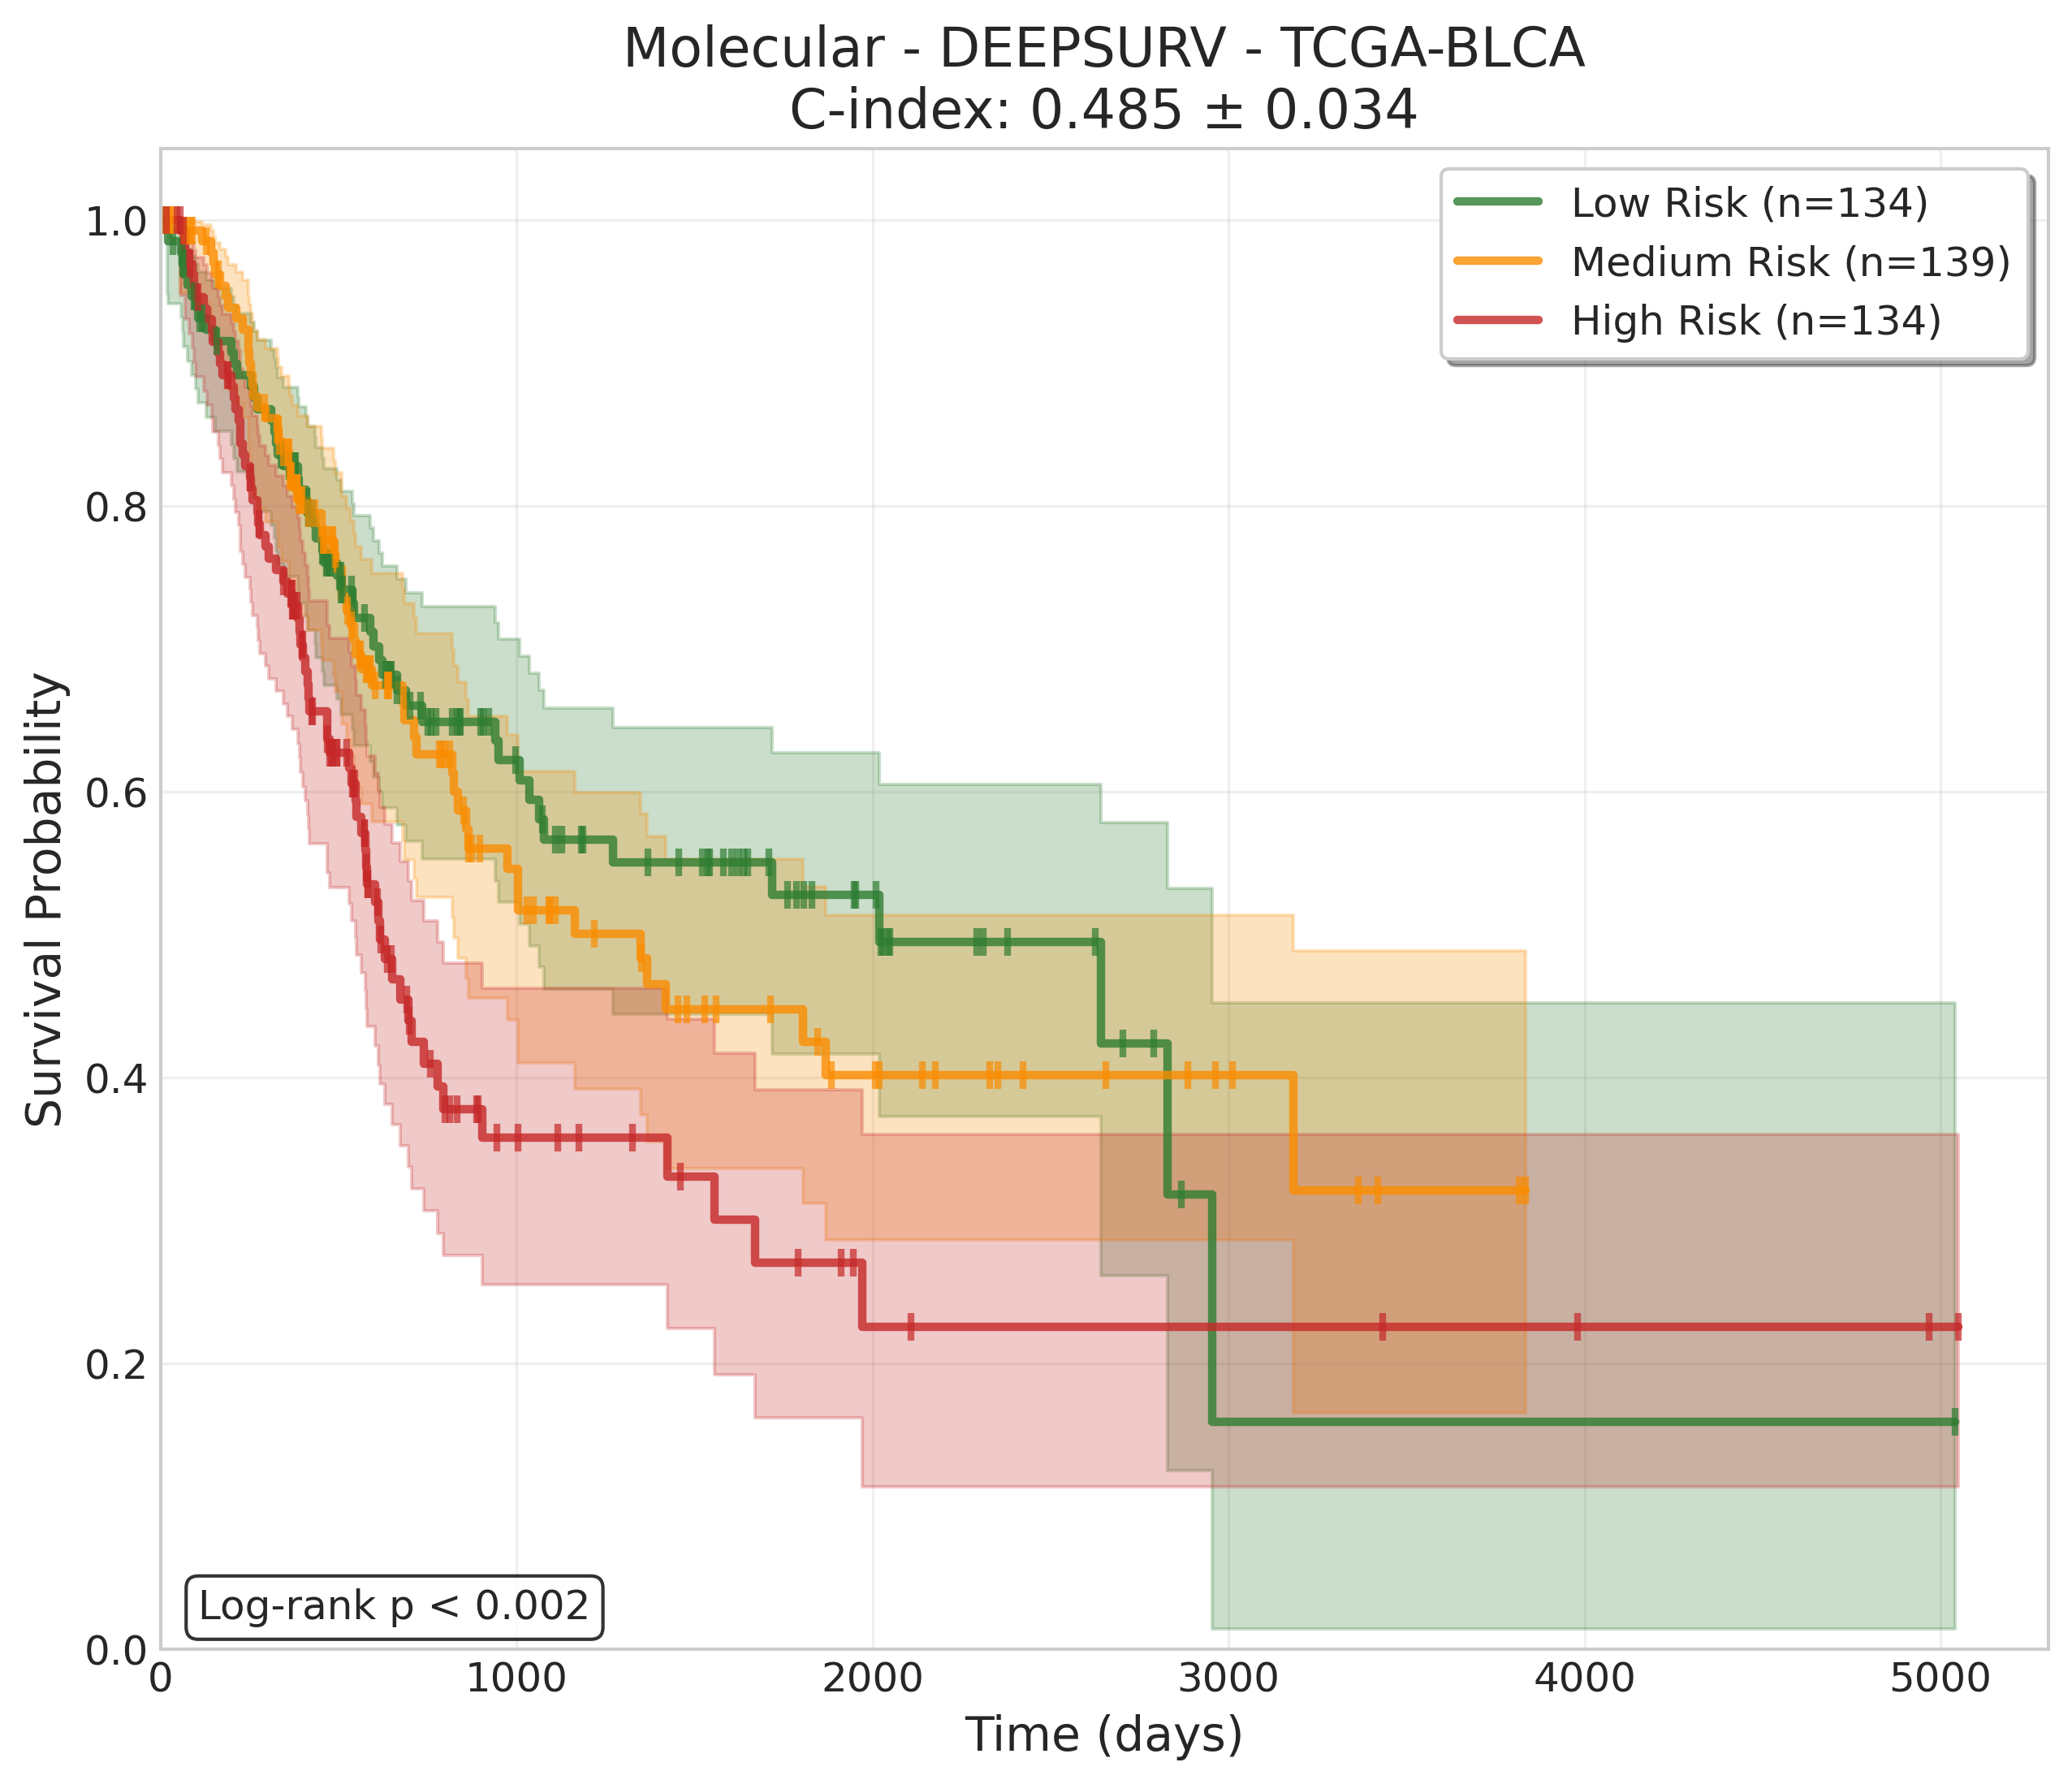 Molecular - DEEPSURV - TCGA-BLCA
C-index: 0.485 ± 0.034
Low Risk (n=134)
Medium Risk (n=139)
High Risk (n=134)
Survival Probability
1.0
0.8
0.6
0.4
0.2
0.0
Log-rank p < 0.002
0 1000 2000 3000 4000 5000
Time (days)